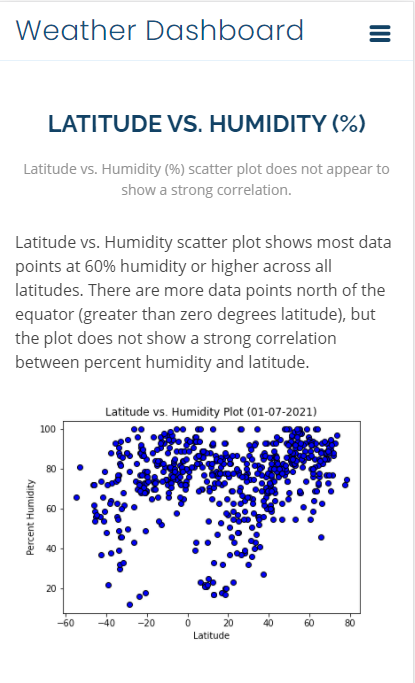 Weather Dashboard
LATITUDE VS. HUMIDITY (%)
Latitude vs. Humidity (%) scatter plot does not appear to
show a strong correlation.
Latitude vs. Humidity scatter plot shows most data
points at 60% humidity or higher across all
latitudes. There are more data points north of the
equator (greater than zero degrees latitude), but
the plot does not show a strong correlation
between percent humidity and latitude.
Latitude vs. Humidity Plot (01-07-2021)
Percent Humidity
100
80
60
40
20
−60 −40 −20 0 20 40 60 80
Latitude